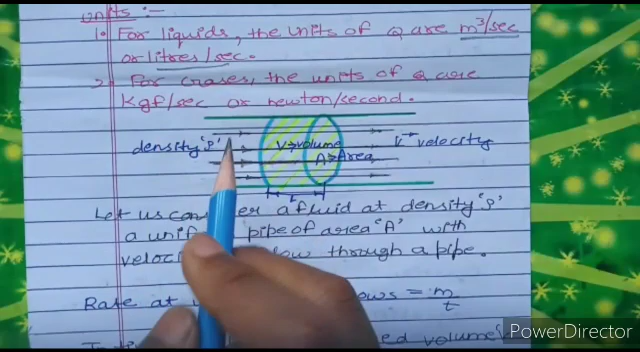 Units :-
1. For liquids, the units of Q are m³/sec
or litres/sec.
2. For Gases, the units of Q are
kgf/sec or newton/second.
density 'ρ' V→volume V→velocity
A→Area
L
Let us consider a fluid at density 'ρ'
a pipe of area 'A' with
through a pipe.
Rate at = m/t
volume
PowerDirector